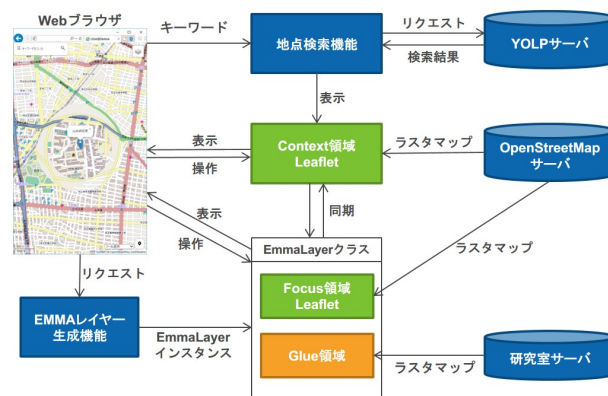 Webブラウザ
キーワード
地点検索機能
リクエスト
検索結果
YOLPサーバ
表示
表示
操作
Context領域
Leaflet
ラスタマップ
OpenStreetMap
サーバ
同期
表示
操作
EmmaLayerクラス
ラスタマップ
リクエスト
Focus領域
Leaflet
EMMAレイヤー
生成機能
EmmaLayer
インスタンス
Glue領域
ラスタマップ
研究室サーバ